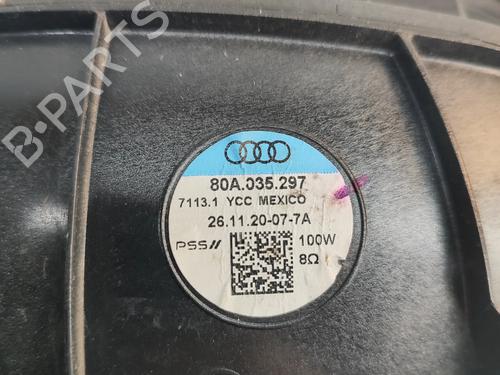 B-PARTS
80A.035.297
7113.1 YCC MEXICO
26.11.20-07-7A
PSS//
100W
8Ω